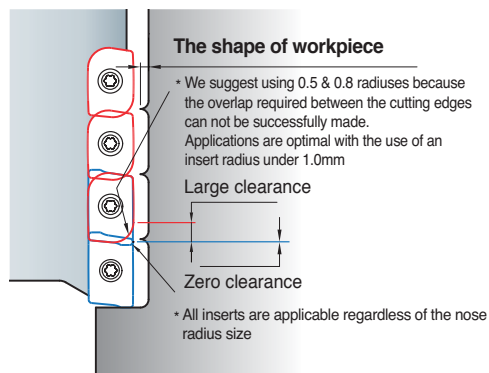 The shape of workpiece
* We suggest using 0.5 & 0.8 radiuses because
the overlap required between the cutting edges
can not be successfully made.
Applications are optimal with the use of an
insert radius under 1.0mm
Large clearance
Zero clearance
* All inserts are applicable regardless of the nose
radius size